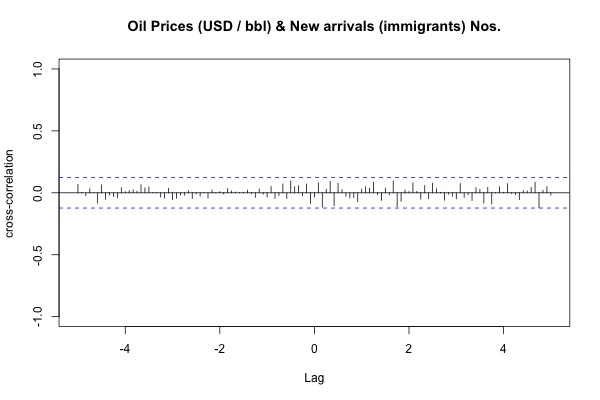 Oil Prices (USD / bbl) & New arrivals (immigrants) Nos.
cross-correlation
1.0
0.5
0.0
-0.5
-1.0
-4 -2 0 2 4
Lag